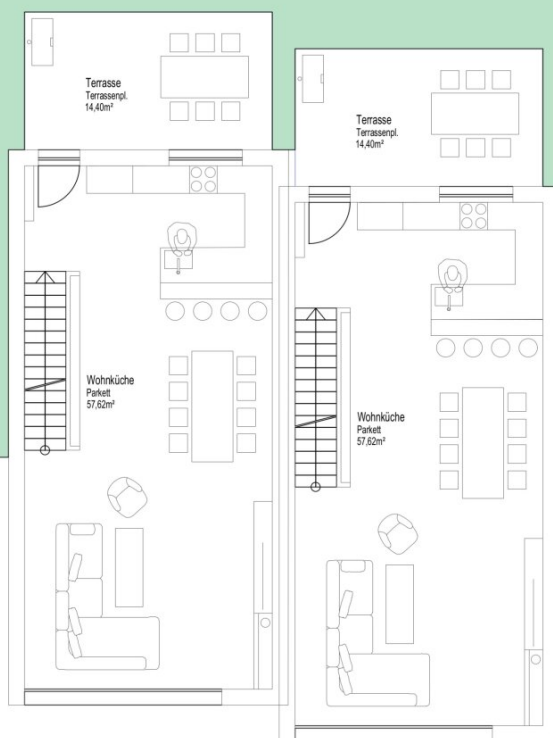 Terrasse
Terrassenpl.
14,40m²
Terrasse
Terrassenpl.
14,40m²
Wohnküche
Parkett
57,62m²
Wohnküche
Parkett
57,62m²